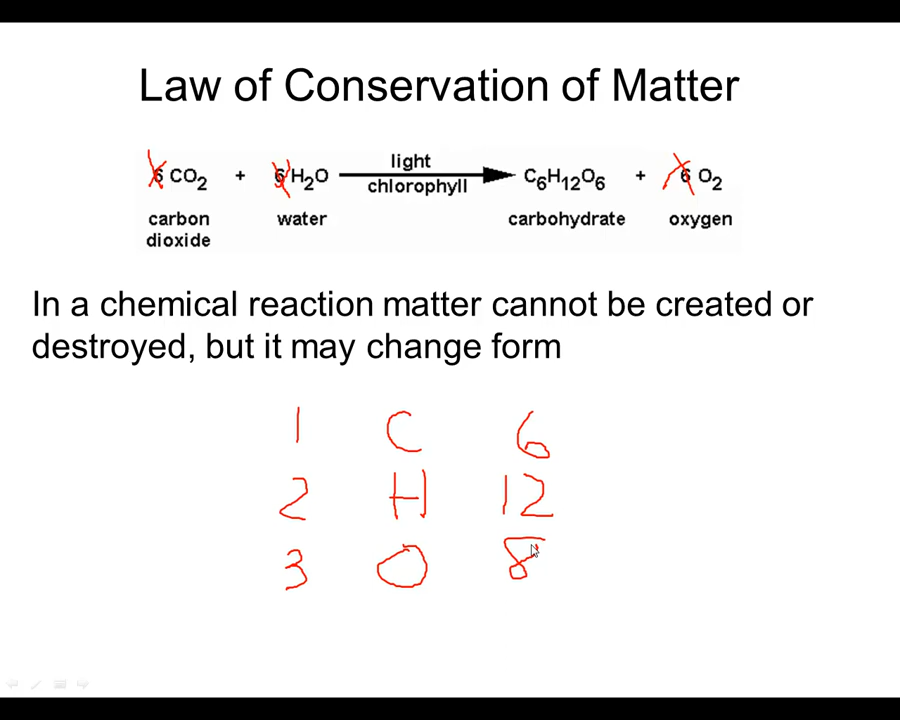 Law of Conservation of Matter
light
6 CO2 + 6 H2O chlorophyll C6H12O6 + 6 O2
carbon dioxide water carbohydrate oxygen
In a chemical reaction matter cannot be created or
destroyed, but it may change form
1 C 6
2 H 12
3 O 8